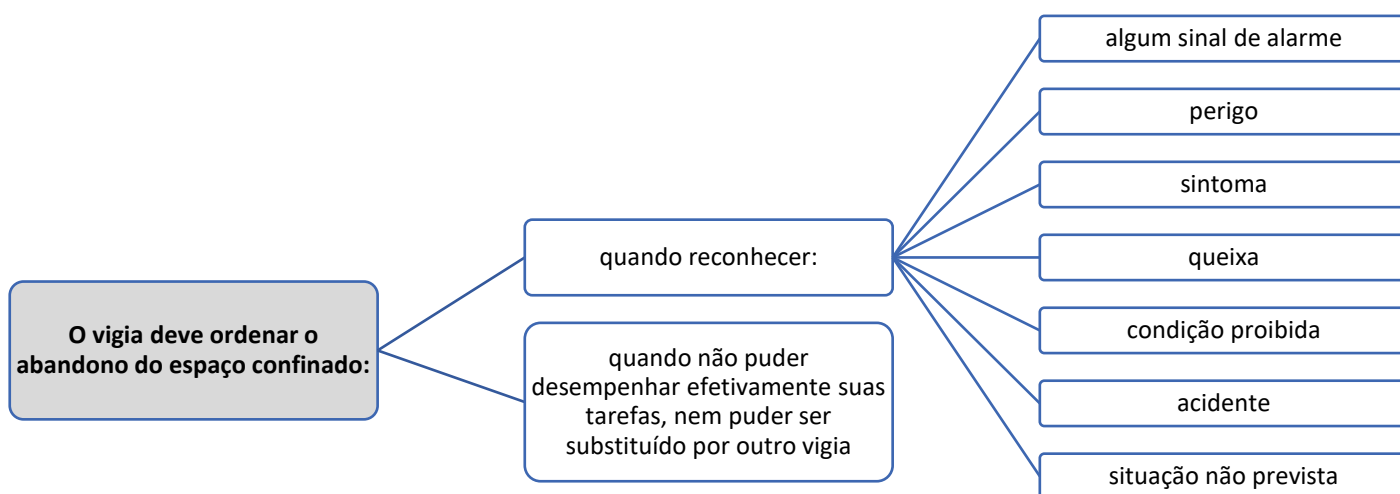 O vigia deve ordenar o
abandono do espaço confinado:
quando reconhecer:
algum sinal de alarme
perigo
sintoma
queixa
condição proibida
acidente
situação não prevista
quando não puder
desempenhar efetivamente suas
tarefas, nem puder ser
substituído por outro vigia